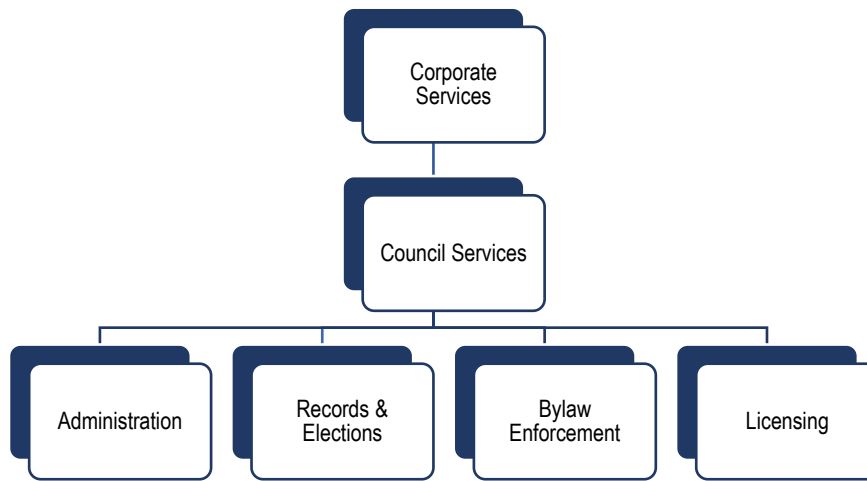 Corporate
Services
Council Services
Administration
Records &
Elections
Bylaw
Enforcement
Licensing